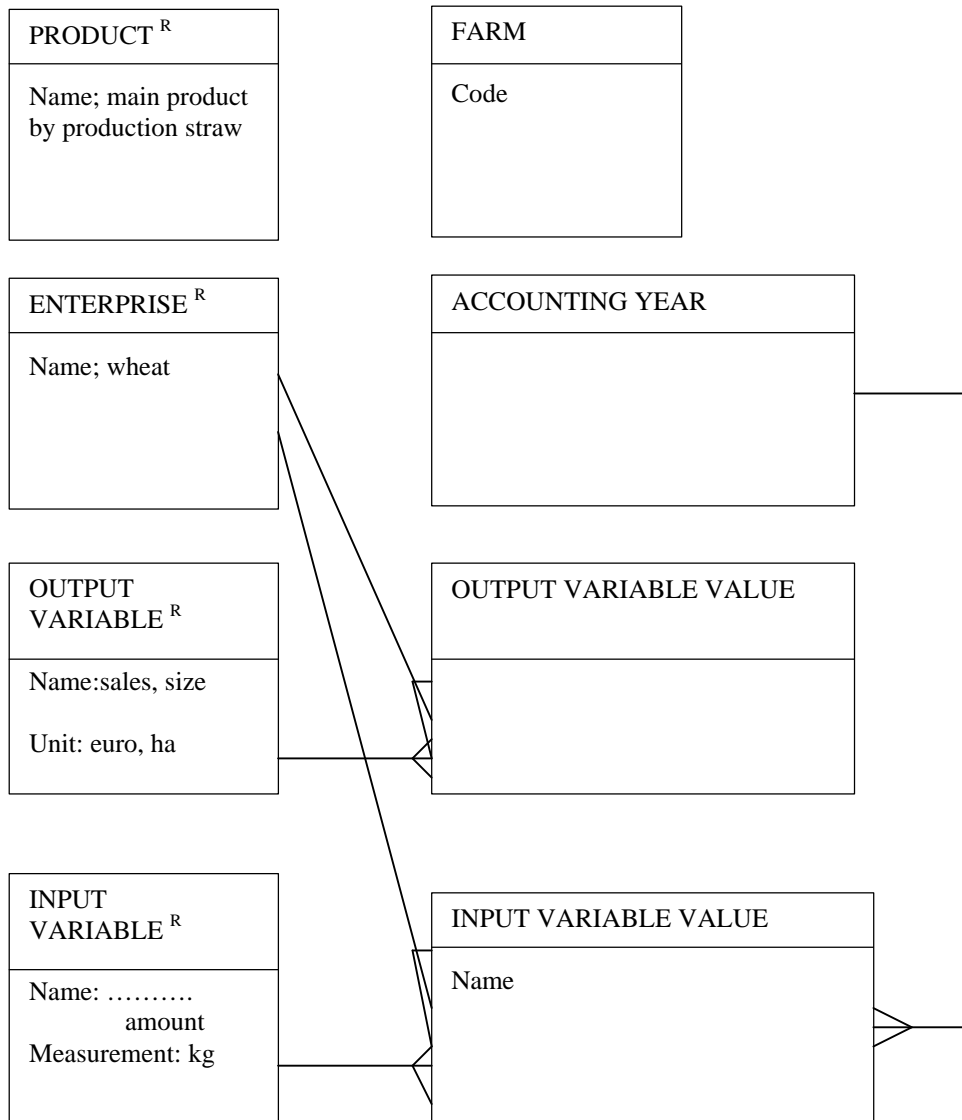 PRODUCT R
Name; main product
by production straw
FARM
Code
ENTERPRISE R
Name; wheat
ACCOUNTING YEAR
OUTPUT
VARIABLE R
Name:sales, size
Unit: euro, ha
OUTPUT VARIABLE VALUE
INPUT
VARIABLE R
Name: ……….
amount
Measurement: kg
INPUT VARIABLE VALUE
Name